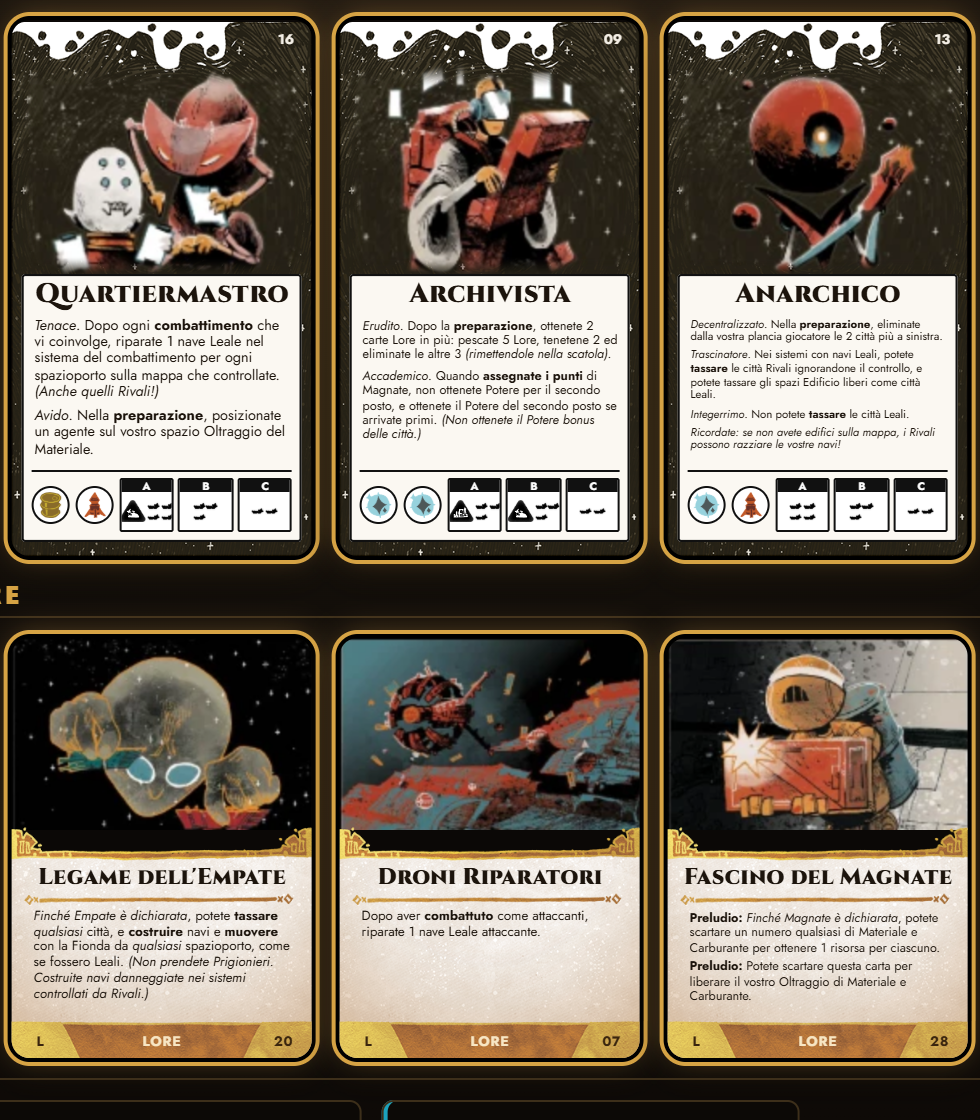 16
QUARTIERMASTRO
Tenace. Dopo ogni combattimento che
vi coinvolge, riparate 1 nave Leale nel
sistema del combattimento per ogni
spazioporto sulla mappa che controllate.
(Anche quelli Rivali!)
Avido. Nella preparazione, posizionate
un agente sul vostro spazio Oltraggio del
Materiale.
A B C
09
ARCHIVISTA
Erudito. Dopo la preparazione, ottenete 2
carte Lore in più: pescate 5 Lore, tenetene 2 ed
eliminate le altre 3 (rimettendole nella scatola).
Accademico. Quando assegnate i punti di
Magnate, non ottenete Potere per il secondo
posto, e ottenete il Potere del secondo posto se
arrivate primi. (Non ottenete il Potere bonus
delle città.)
A B C
13
ANARCHICO
Decentralizzato. Nella preparazione, eliminate
dalla vostra plancia giocatore le 2 città più a sinistra.
Trascinatore. Nei sistemi con navi Leali, potete
tassare le città Rivali ignorandone il controllo, e
potete tassare gli spazi Edificio liberi come città
Leali.
Integerrimo. Non potete tassare le città Leali.
Ricordate: se non avete edifici sulla mappa, i Rivali
possono razziare le vostre navi!
A B C
RE
LEGAME DELL'EMPATE
Finché Empate è dichiarata, potete tassare
qualsiasi città, e costruire navi e muovere
con la Fionda da qualsiasi spazioporto, come
se fossero Leali. (Non prendete Prigionieri.
Costruite navi danneggiate nei sistemi
controllati da Rivali.)
L LORE 20
DRONI RIPARATORI
Dopo aver combattuto come attaccanti,
riparate 1 nave Leale attaccante.
L LORE 07
FASCINO DEL MAGNATE
Preludio: Finché Magnate è dichiarata, potete
scartare un numero qualsiasi di Materiale e
Carburante per ottenere 1 risorsa per ciascuno.
Preludio: Potete scartare questa carta per
liberare il vostro Oltraggio di Materiale e
Carburante.
L LORE 28